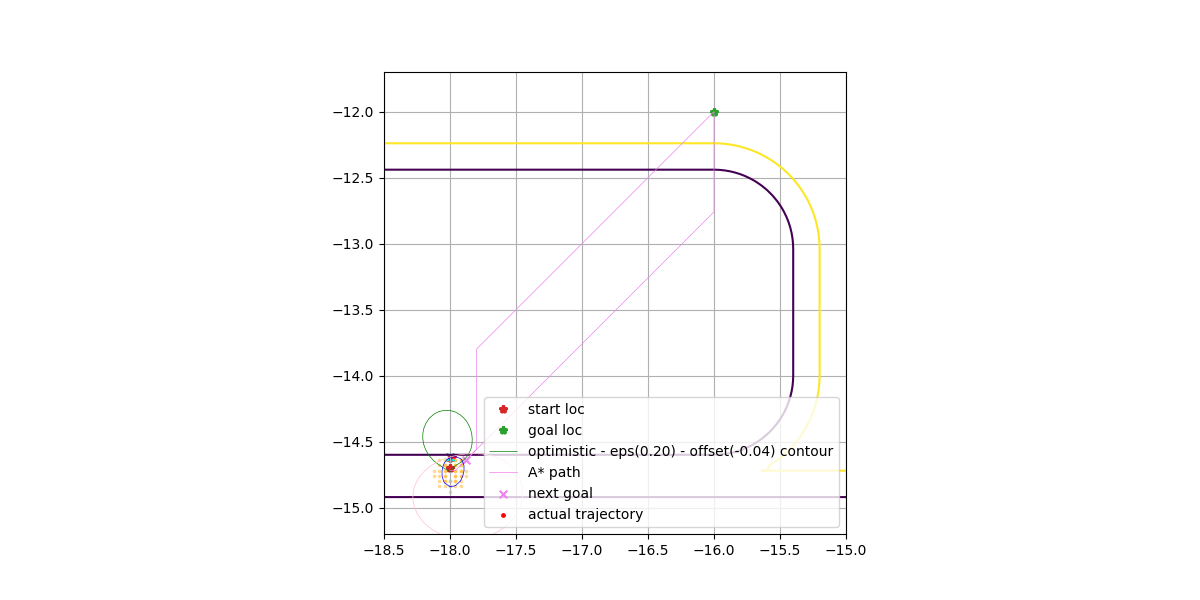 −12.0
−12.5
−13.0
−13.5
−14.0
−14.5
−15.0
start loc
goal loc
optimistic - eps(0.20) - offset(-0.04) contour
A* path
next goal
actual trajectory
−18.5 −18.0 −17.5 −17.0 −16.5 −16.0 −15.5 −15.0